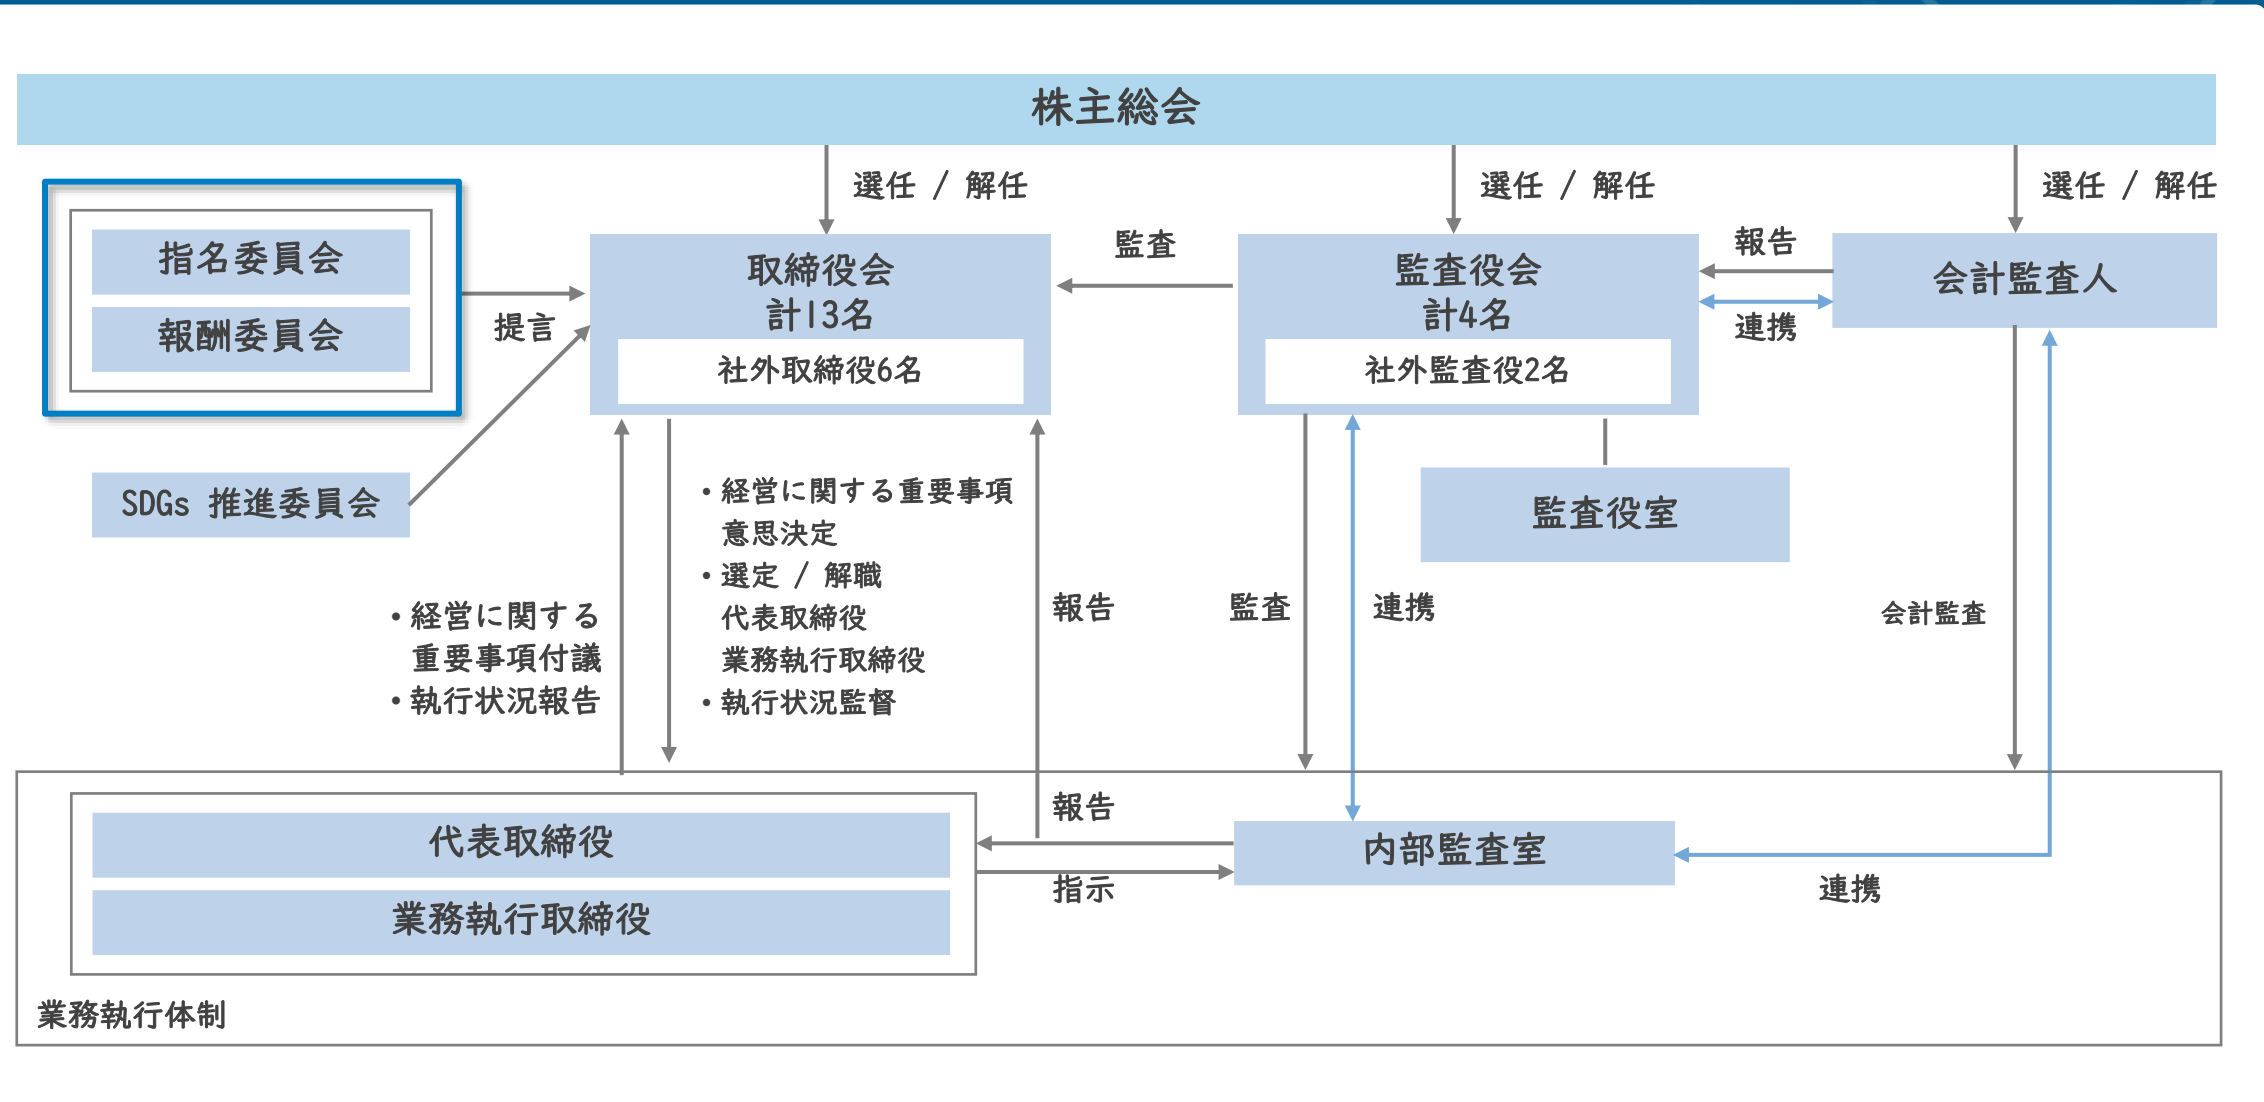 株主総会
選任 / 解任
選任 / 解任
選任 / 解任
指名委員会
報酬委員会
提言
SDGs 推進委員会
取締役会
計13名
社外取締役6名
監査
監査役会
計4名
社外監査役2名
報告
連携
会計監査人
監査役室
・経営に関する
重要事項付議
・執行状況報告
・経営に関する重要事項
意思決定
・選定 / 解職
代表取締役
業務執行取締役
・執行状況監督
報告
監査
連携
会計監査
代表取締役
業務執行取締役
報告
指示
内部監査室
連携
業務執行体制